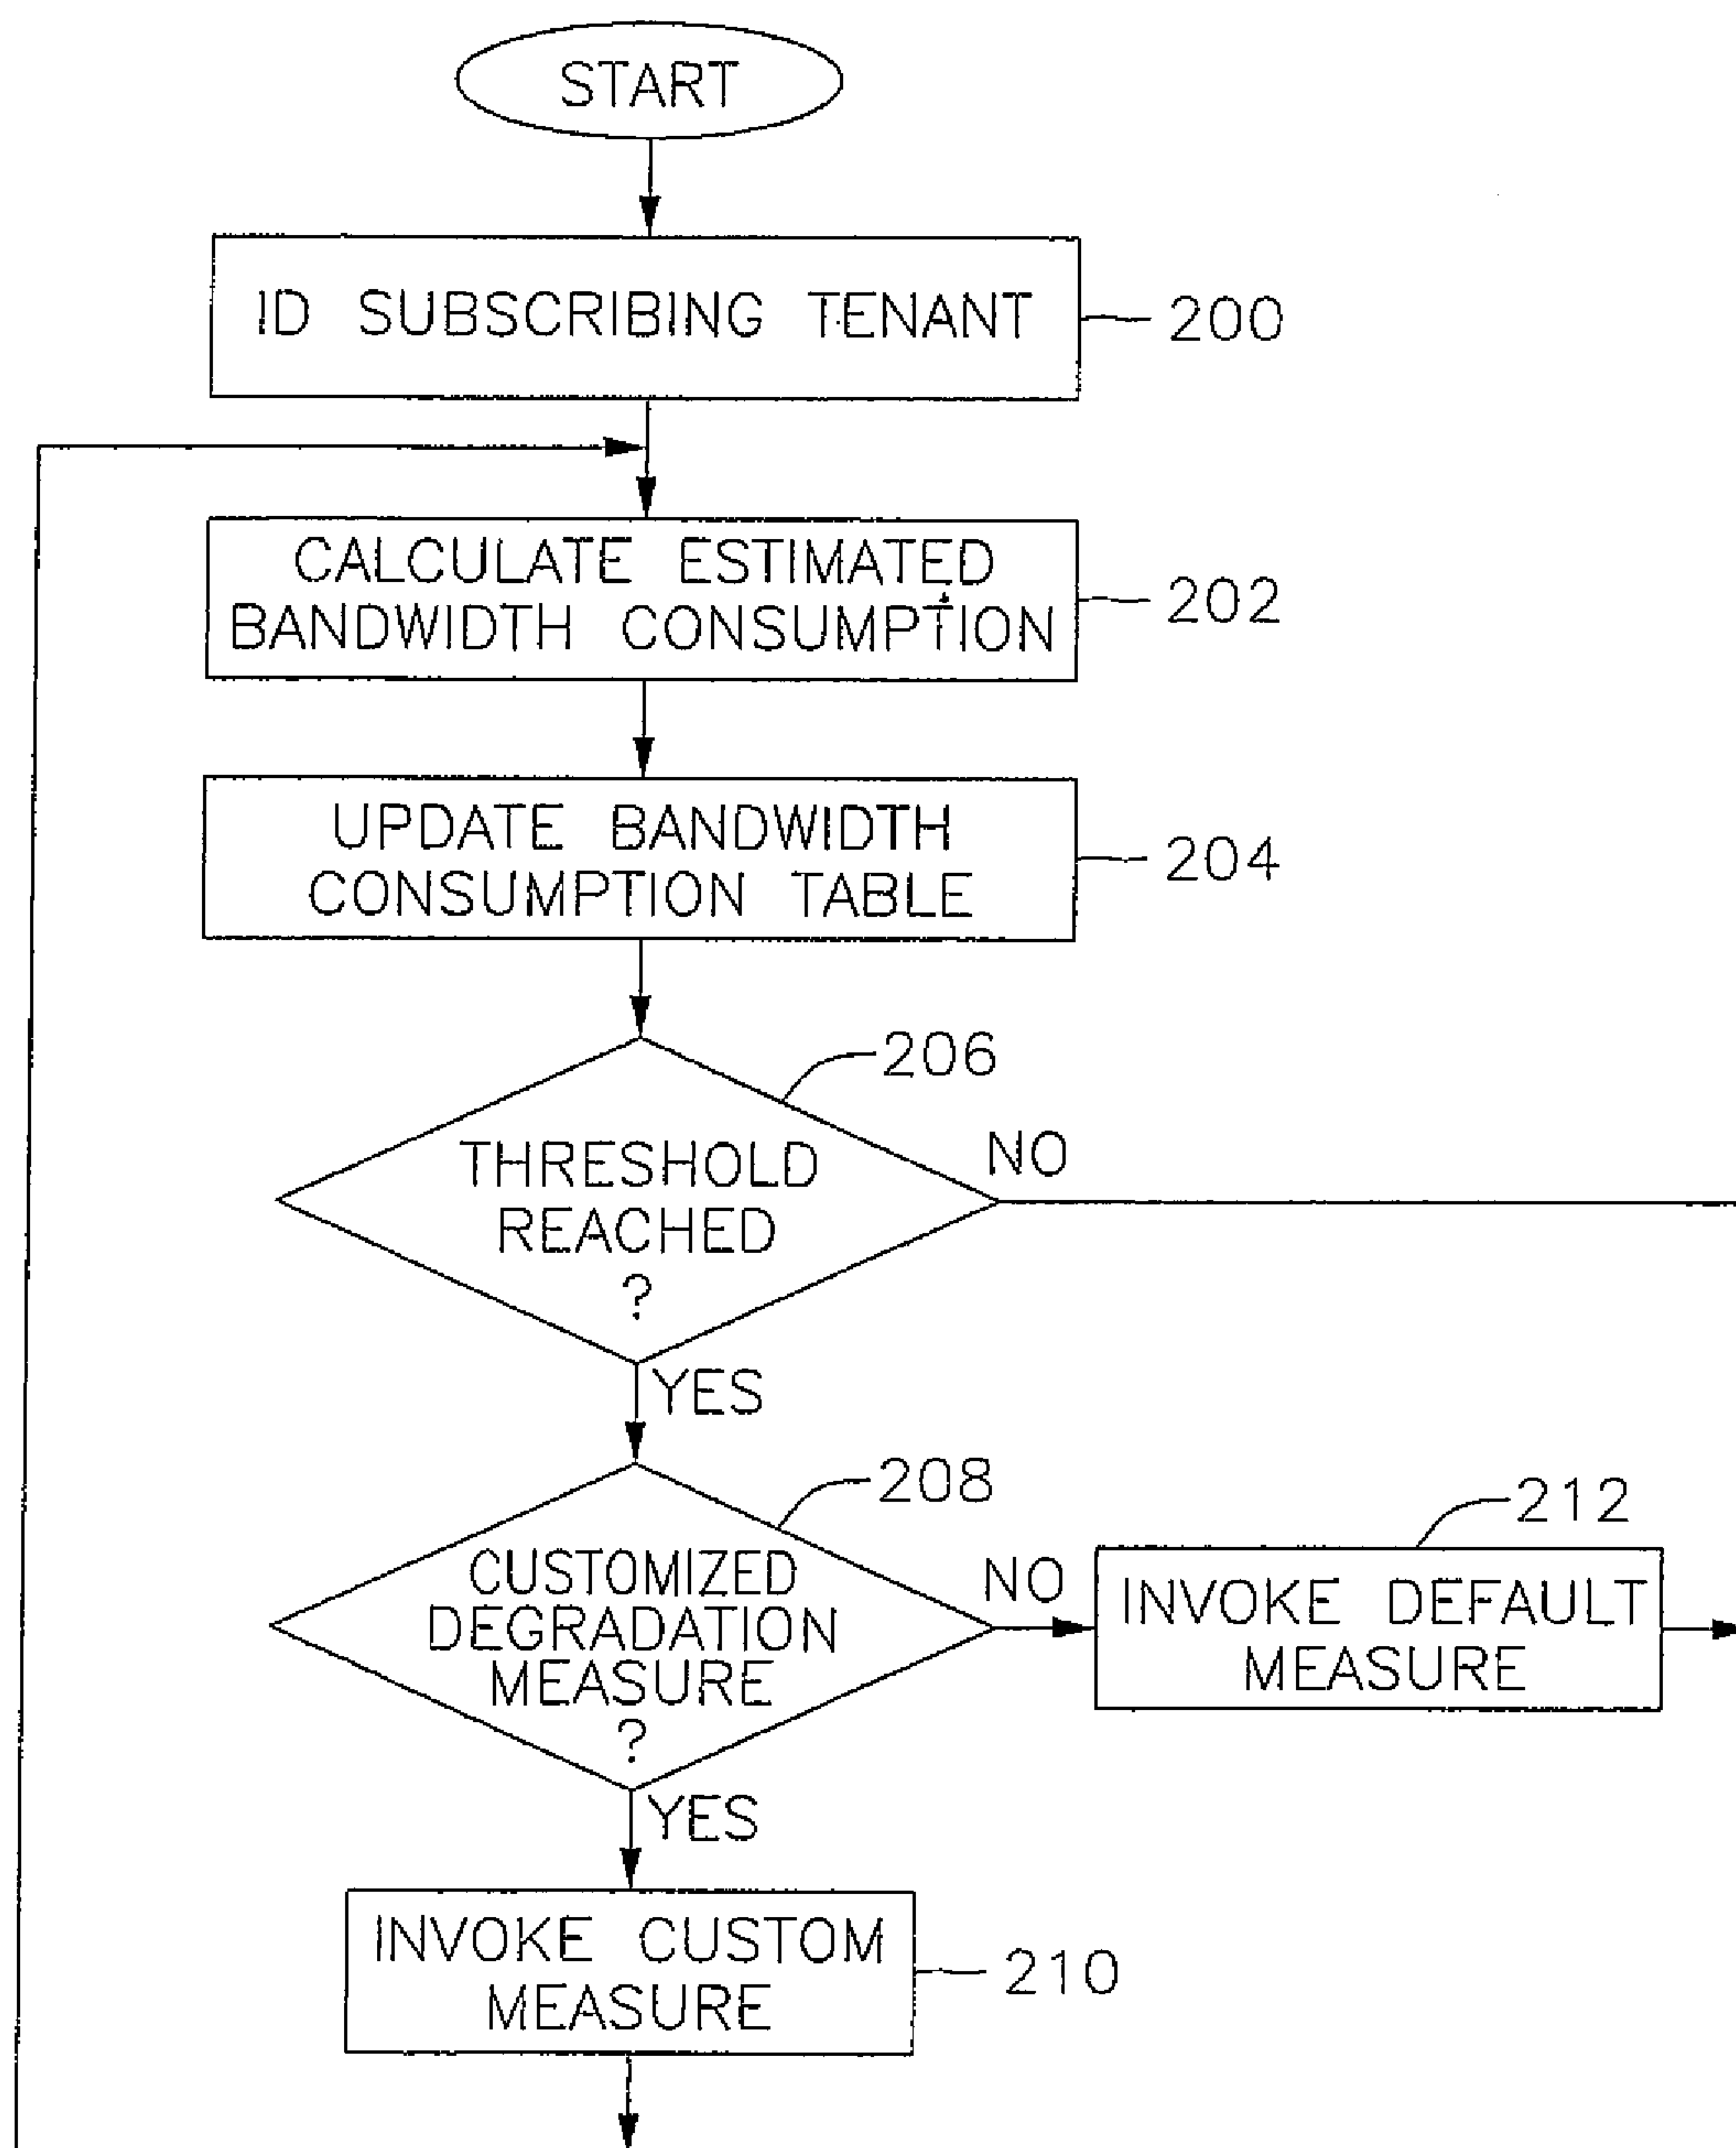 START
ID SUBSCRIBING TENANT
200
CALCULATE ESTIMATED
BANDWIDTH CONSUMPTION
202
UPDATE BANDWIDTH
CONSUMPTION TABLE
204
206
THRESHOLD
REACHED
?
NO
YES
208
CUSTOMIZED
DEGRADATION
MEASURE
?
NO
212
INVOKE DEFAULT
MEASURE
YES
INVOKE CUSTOM
MEASURE
210